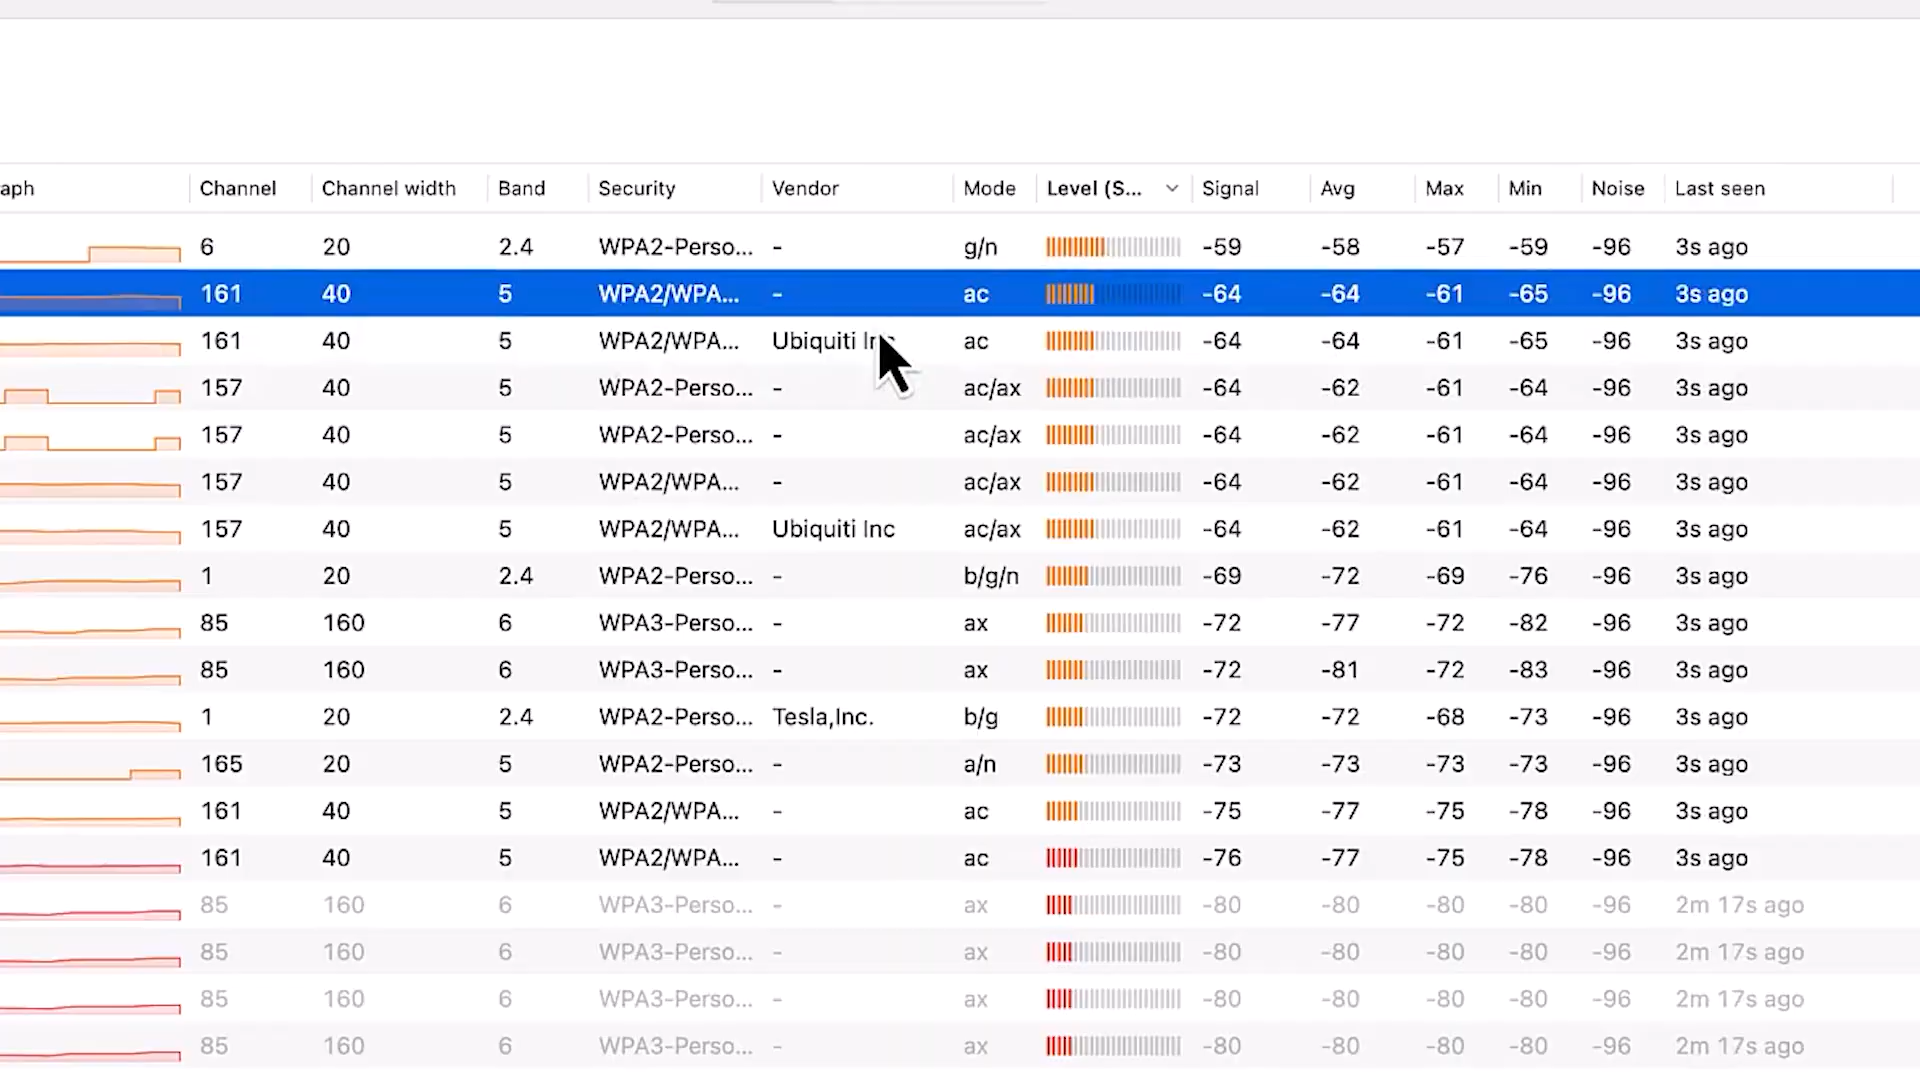 aph Channel Channel width Band Security Vendor Mode Level (S... Signal Avg Max Min Noise Last seen
6 20 2.4 WPA2-Perso... - g/n -59 -58 -57 -59 -96 3s ago
161 40 5 WPA2/WPA... - ac -64 -64 -61 -65 -96 3s ago
161 40 5 WPA2/WPA... Ubiquiti Inc ac -64 -64 -61 -65 -96 3s ago
157 40 5 WPA2-Perso... - ac/ax -64 -62 -61 -64 -96 3s ago
157 40 5 WPA2-Perso... - ac/ax -64 -62 -61 -64 -96 3s ago
157 40 5 WPA2/WPA... - ac/ax -64 -62 -61 -64 -96 3s ago
157 40 5 WPA2/WPA... Ubiquiti Inc ac/ax -64 -62 -61 -64 -96 3s ago
1 20 2.4 WPA2-Perso... - b/g/n -69 -72 -69 -76 -96 3s ago
85 160 6 WPA3-Perso... - ax -72 -77 -72 -82 -96 3s ago
85 160 6 WPA3-Perso... - ax -72 -81 -72 -83 -96 3s ago
1 20 2.4 WPA2-Perso... Tesla,Inc. b/g -72 -72 -68 -73 -96 3s ago
165 20 5 WPA2-Perso... - a/n -73 -73 -73 -73 -96 3s ago
161 40 5 WPA2/WPA... - ac -75 -77 -75 -78 -96 3s ago
161 40 5 WPA2/WPA... - ac -76 -77 -75 -78 -96 3s ago
85 160 6 WPA3-Perso... - ax -80 -80 -80 -80 -96 2m 17s ago
85 160 6 WPA3-Perso... - ax -80 -80 -80 -80 -96 2m 17s ago
85 160 6 WPA3-Perso... - ax -80 -80 -80 -80 -96 2m 17s ago
85 160 6 WPA3-Perso... - ax -80 -80 -80 -80 -96 2m 17s ago